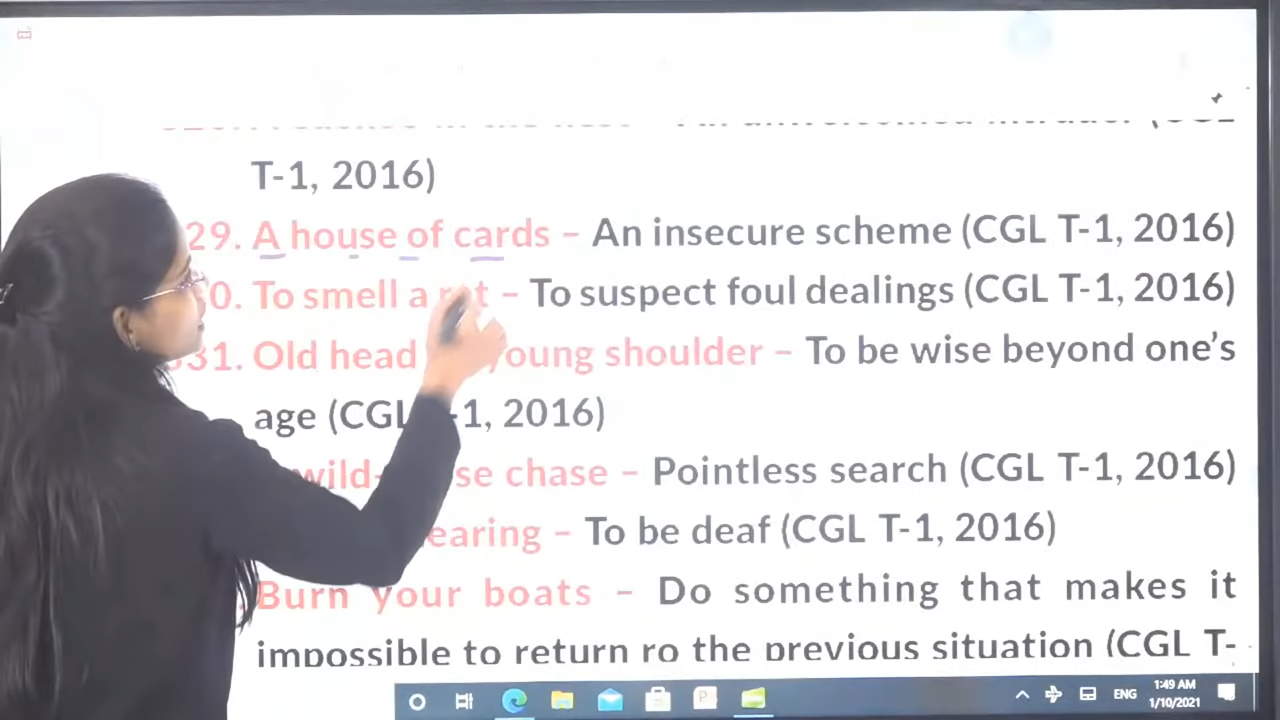 T-1, 2016)
29. A house of cards – An insecure scheme (CGL T-1, 2016)
0. To smell a rat – To suspect foul dealings (CGL T-1, 2016)
31. Old head young shoulder – To be wise beyond one's
age (CGL T-1, 2016)
wild- chase – Pointless search (CGL T-1, 2016)
earing – To be deaf (CGL T-1, 2016)
Burn your boats – Do something that makes it
impossible to return ro the previous situation (CGL T-
ENG
1:49 AM
1/10/2021